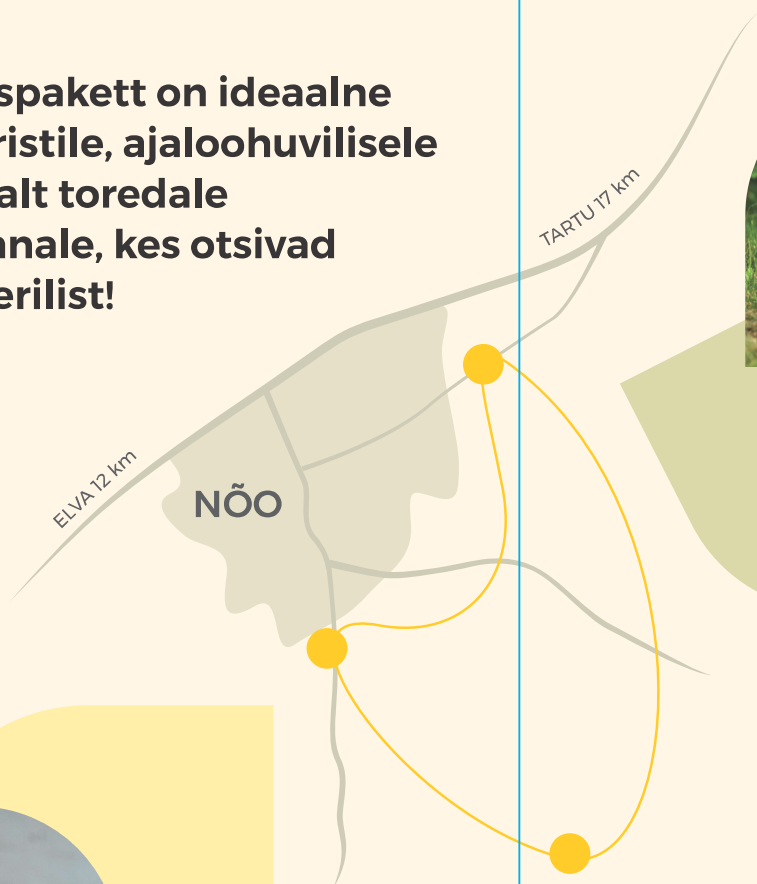 spakett on ideaalne
ristile, ajaloohuvilisele
alt toredale
nale, kes otsivad
erilist!
TARTU 17 km
ELVA 12 km
NÕO